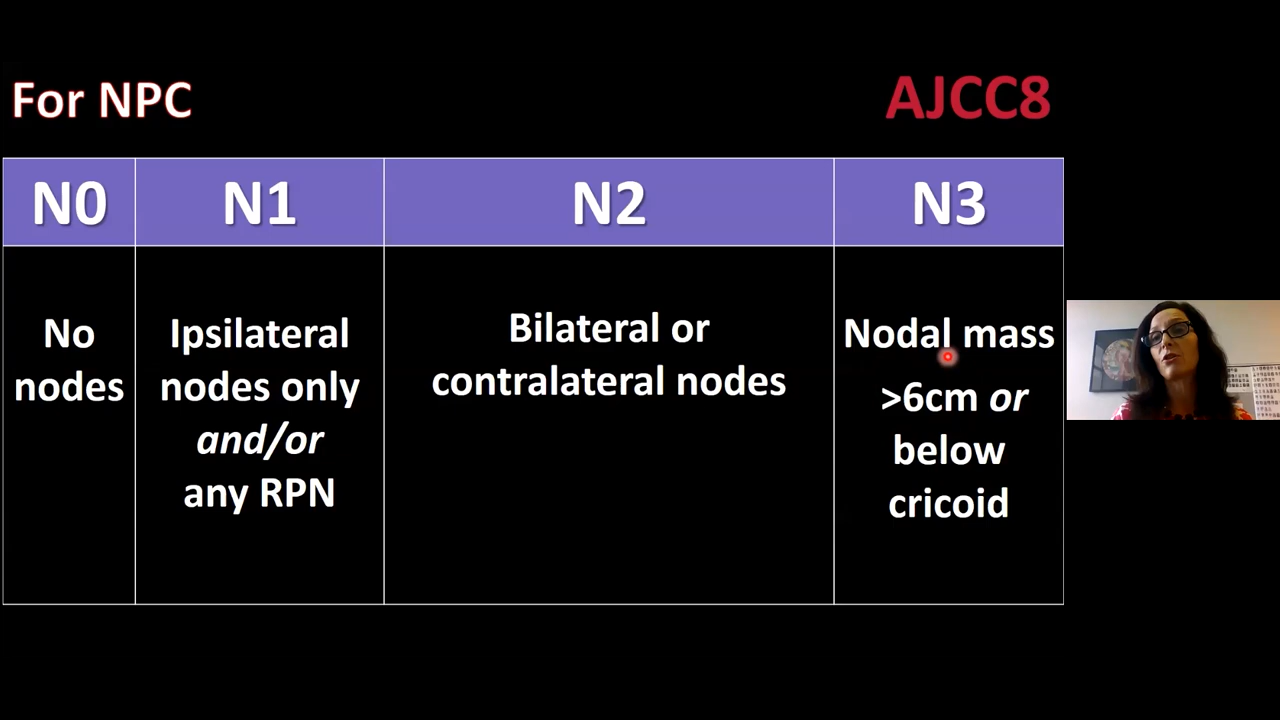 For NPC
AJCC8
N0
N1
N2
N3
No
nodes
Ipsilateral
nodes only
and/or
any RPN
Bilateral or
contralateral nodes
Nodal mass
>6cm or
below
cricoid